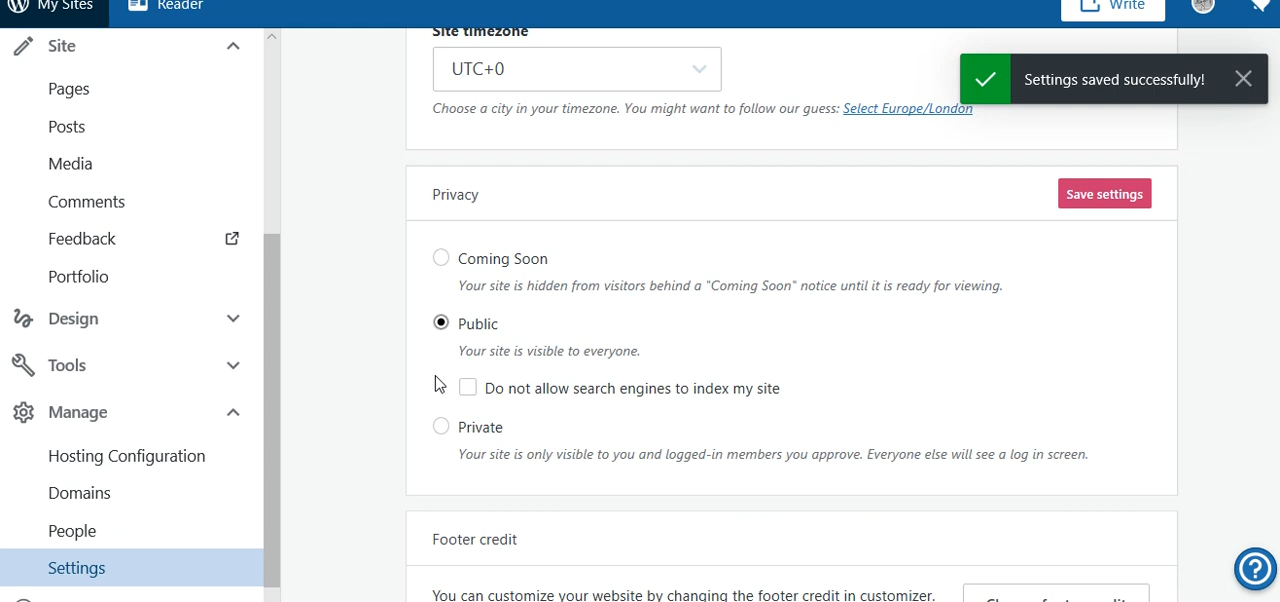 My Sites
Reader
Write
Site
Pages
Posts
Media
Comments
Feedback
Portfolio
Design
Tools
Manage
Hosting Configuration
Domains
People
Settings
Site timezone
UTC+0
Choose a city in your timezone. You might want to follow our guess: Select Europe/London
Settings saved successfully!
Privacy
Save settings
Coming Soon
Your site is hidden from visitors behind a "Coming Soon" notice until it is ready for viewing.
Public
Your site is visible to everyone.
Do not allow search engines to index my site
Private
Your site is only visible to you and logged-in members you approve. Everyone else will see a log in screen.
Footer credit
You can customize your website by changing the footer credit in customizer.
Change footer credit